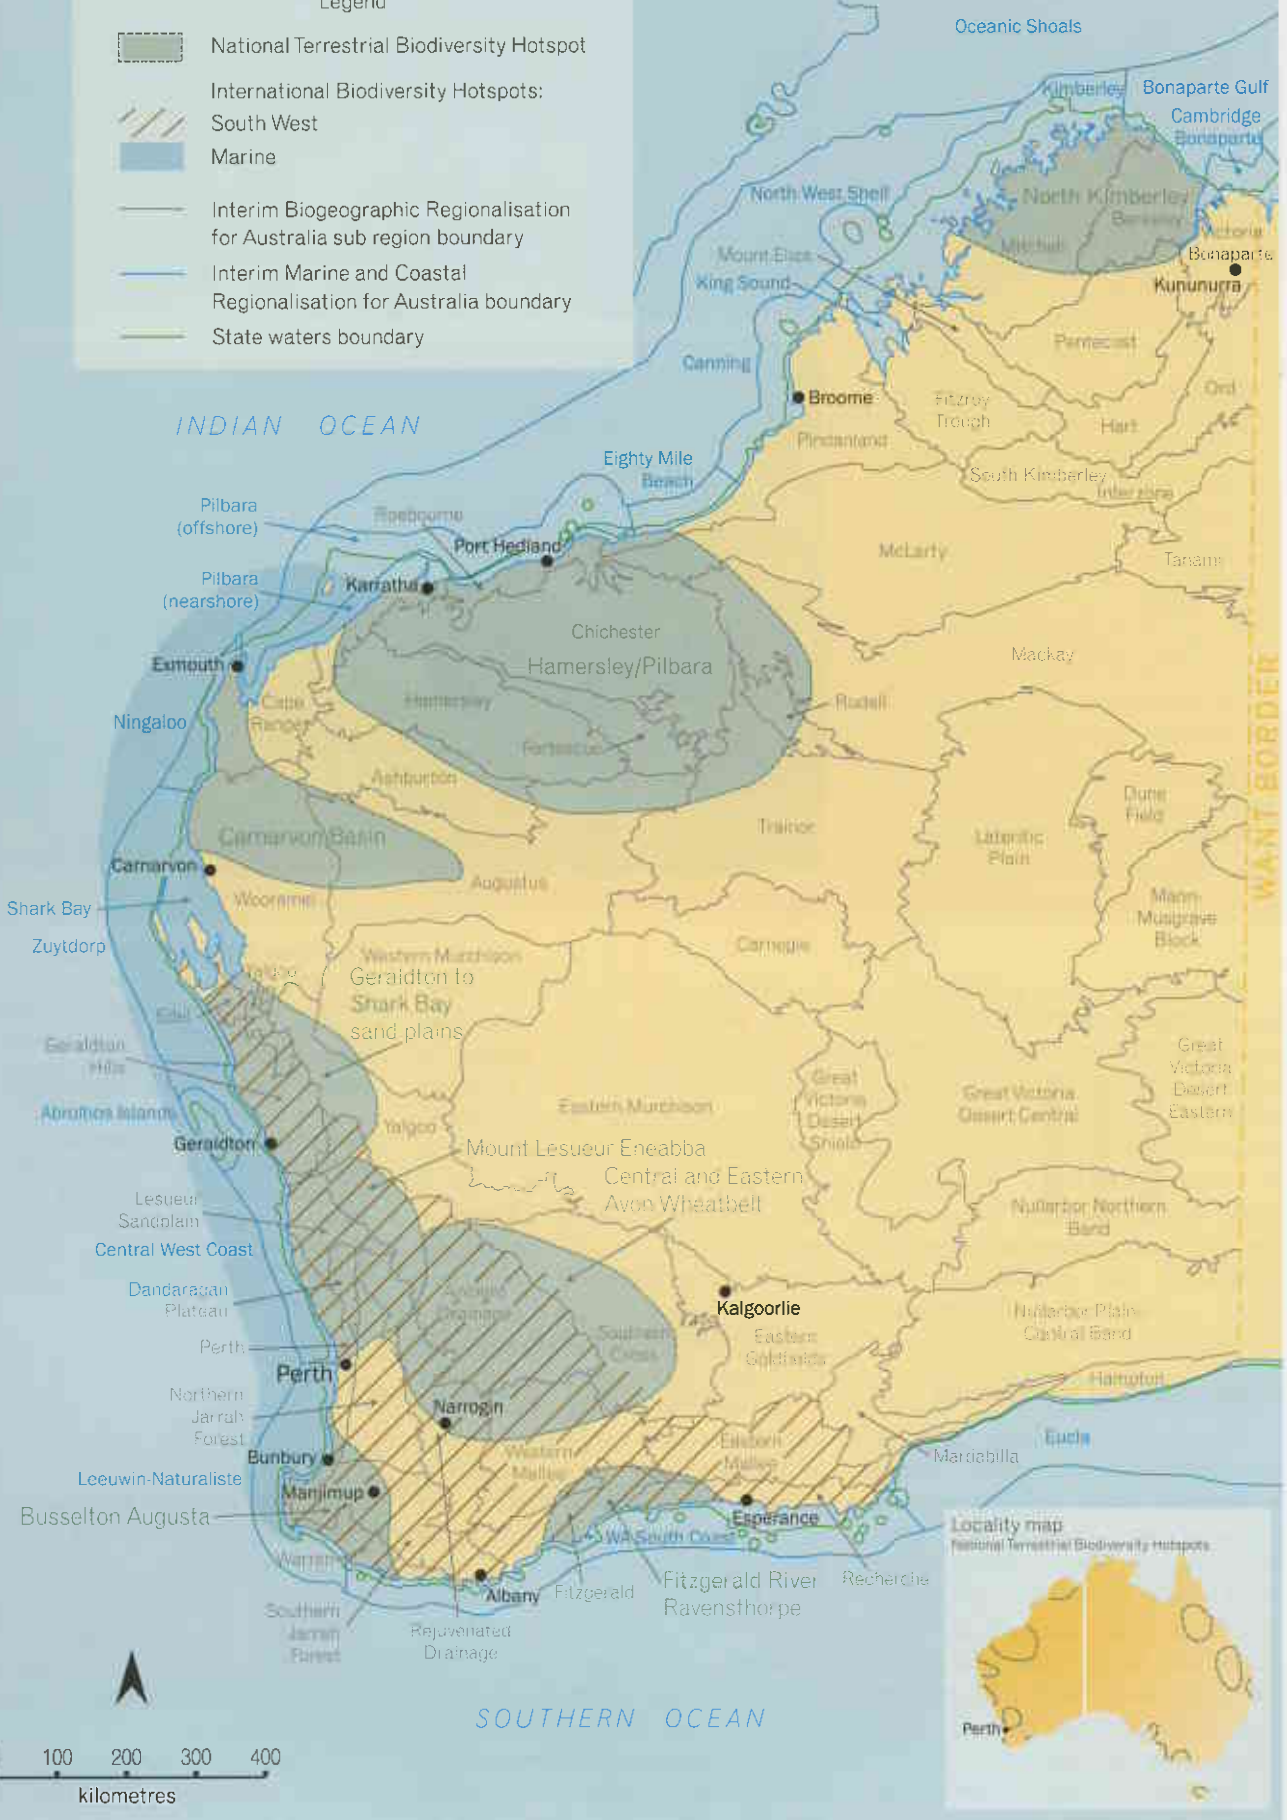 Legend
National Terrestrial Biodiversity Hotspot
International Biodiversity Hotspots:
South West
Marine
Interim Biogeographic Regionalisation
for Australia sub region boundary
Interim Marine and Coastal
Regionalisation for Australia boundary
State waters boundary
Oceanic Shoals
Kimberley
Bonaparte Gulf
Cambridge
Bonaparte
North West Shelf
North Kimberley
Berkeley
Mitchell
Victoria
Bonaparte
Mount Eliza
King Sound
Kununurra
Pentecost
Canning
Ord
Broome
Fitzroy
Trough
Hart
INDIAN OCEAN
Pindanland
Eighty Mile
Beach
South Kimberley
Interzone
Pilbara
(offshore)
Roebourne
Port Hedland
McLarty
Tanami
Pilbara
(nearshore)
Karratha
Chichester
Hamersley/Pilbara
Mackay
Exmouth
Cape
Range
Hamersley
Rudall
Ningaloo
Fortescue
WA/NT BORDER
Ashburton
Dune
Field
Trainor
Lateritic
Plain
Carnarvon Basin
Carnarvon
Augustus
Wooramel
Shark Bay
Mann-
Musgrave
Block
Zuytdorp
Western Murchison
Carnegie
Geraldton to
Shark Bay
sand plains
Edel
Geraldton
Hills
Great
Victoria
Desert
Eastern
Great
Victoria
Desert
Shield
Great Victoria
Desert Central
Abrolhos Islands
Eastern Murchison
Yalgoo
Geraldton
Mount Lesueur Eneabba
Central and Eastern
Avon Wheatbelt
Lesueur
Sandplain
Nullarbor Northern
Band
Central West Coast
Dandaragan
Plateau
Ancient
Drainage
Kalgoorlie
Nullarbor Plain
Central Band
Southern
Cross
Eastern
Goldfields
Perth
Perth
Hampton
Northern
Jarrah
Forest
Narrogin
Bunbury
Western
Mallee
Eastern
Mallee
Mardabilla
Eucla
Leeuwin-Naturaliste
Manjimup
Busselton Augusta
Esperance
WA South Coast
Warren
Albany
Fitzgerald
Fitzgerald River
Ravensthorpe
Recherche
Southern
Jarrah
Forest
Rejuvenated
Drainage
Locality map
National Terrestrial Biodiversity Hotspots
Perth
SOUTHERN OCEAN
100 200 300 400
kilometres